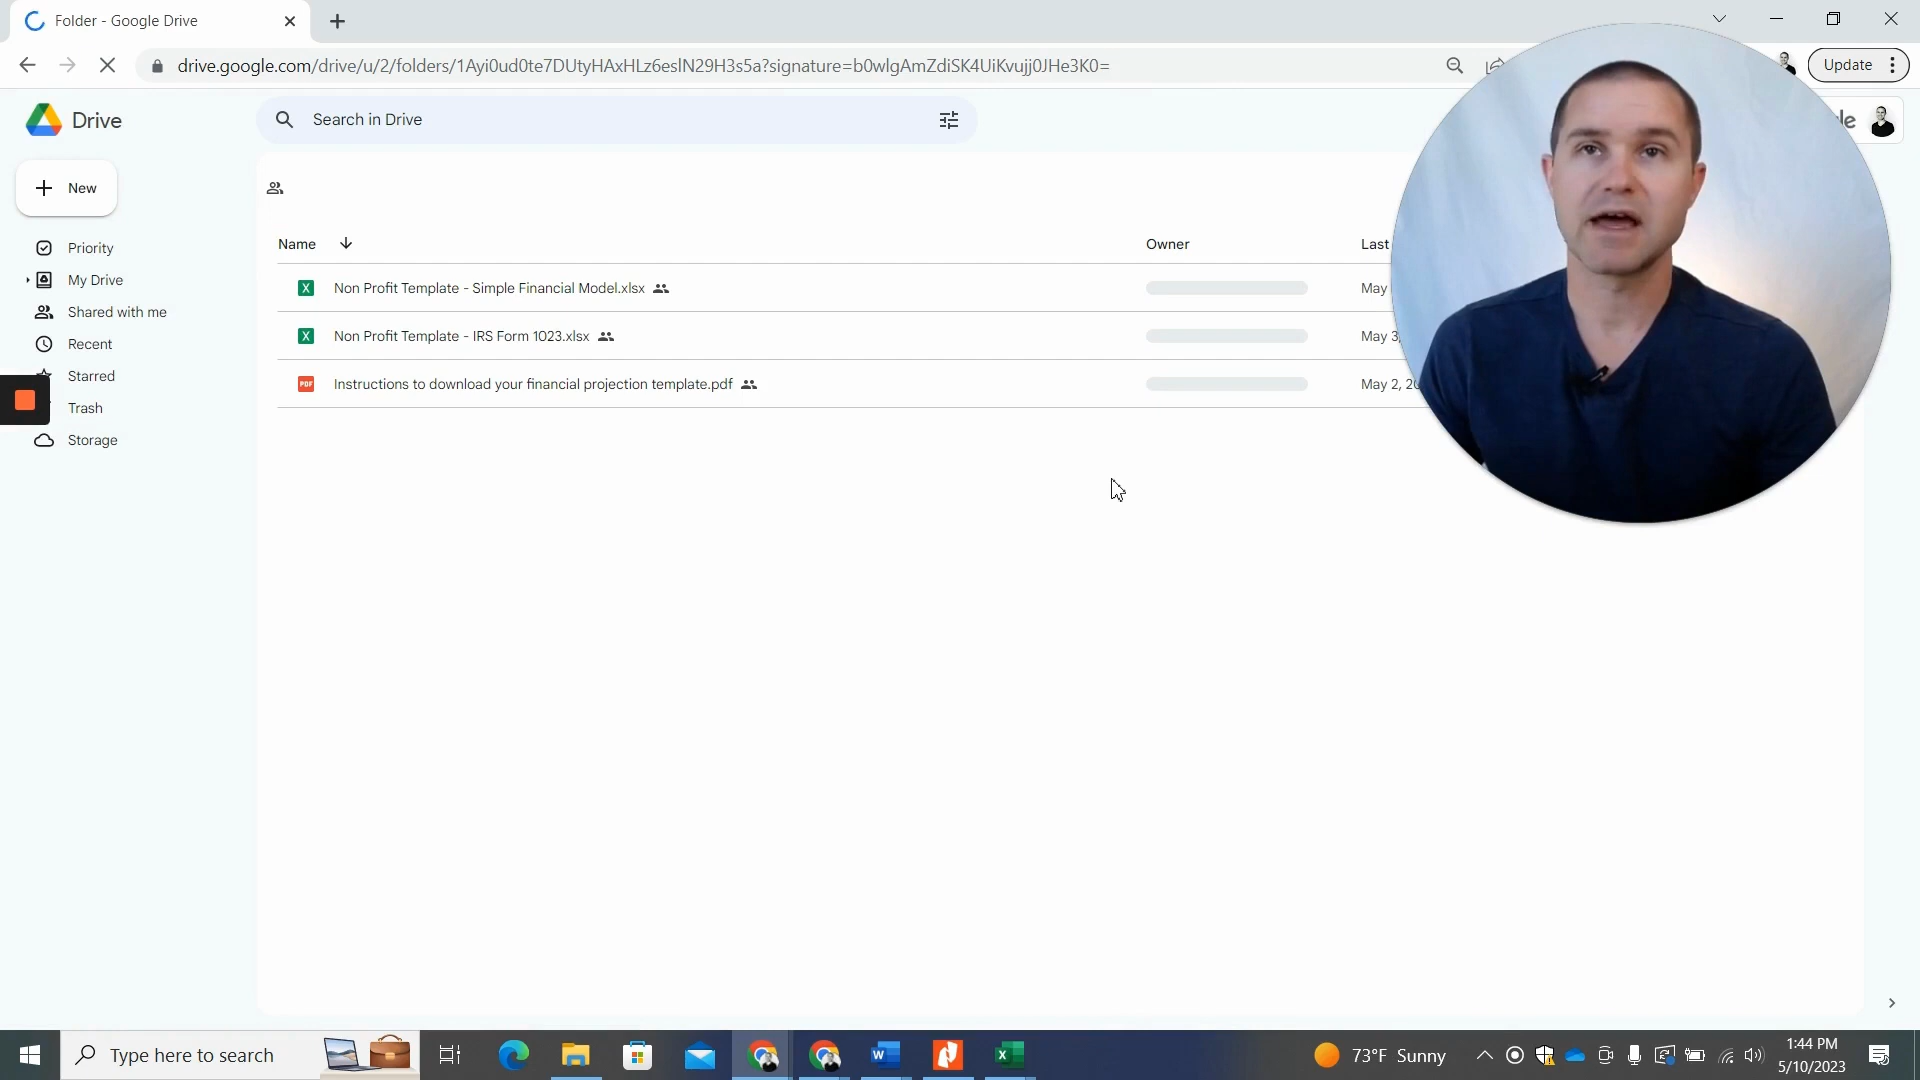 Folder - Google Drive
drive.google.com/drive/u/2/folders/1Ayi0ud0te7DUtyHAxHLz6eslN29H3s5a?signature=b0wlgAmZdiSK4UiKvujj0JHe3K0=
Update
Drive
Search in Drive
New
Priority
My Drive
Shared with me
Recent
Starred
Trash
Storage
Name
Owner
Last
Non Profit Template - Simple Financial Model.xlsx
May
Non Profit Template - IRS Form 1023.xlsx
May 3,
PDF
Instructions to download your financial projection template.pdf
May 2, 20
Type here to search
73°F Sunny
1:44 PM
5/10/2023